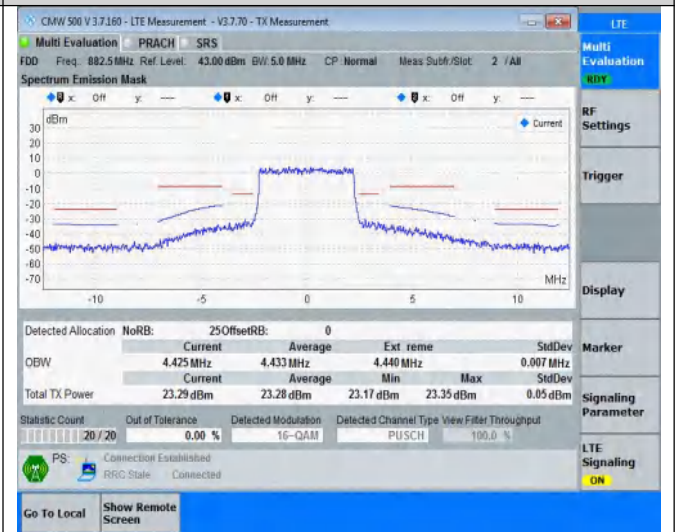 CMW 500 V 3.7.160 - LTE Measurement - V3.7.70 - TX Measurement
LTE
Multi Evaluation PRACH SRS
Multi Evaluation
RDY
FDD Freq.: 882.5 MHz Ref. Level: 43.00 dBm BW: 5.0 MHz CP: Normal Meas Subfr./Slot: 2 / All
Spectrum Emission Mask
x: Off y: --- x: Off y: --- x: Off y: ---
dBm
Current
30
20
10
0
-10
-20
-30
-40
-50
-60
-70
MHz
-10 -5 0 5 10
RF Settings
Trigger
Display
Marker
Signaling Parameter
LTE Signaling
ON
Detected Allocation NoRB: 25 OffsetRB: 0
Current Average Ext reme StdDev
OBW 4.425 MHz 4.433 MHz 4.440 MHz 0.007 MHz
Current Average Min Max StdDev
Total TX Power 23.29 dBm 23.28 dBm 23.17 dBm 23.35 dBm 0.05 dBm
Statistic Count Out of Tolerance Detected Modulation Detected Channel Type View Filter Throughput
20 / 20 0.00 % 16-QAM PUSCH 100.0 %
PS: Connection Established
RRC State Connected
Go To Local
Show Remote Screen